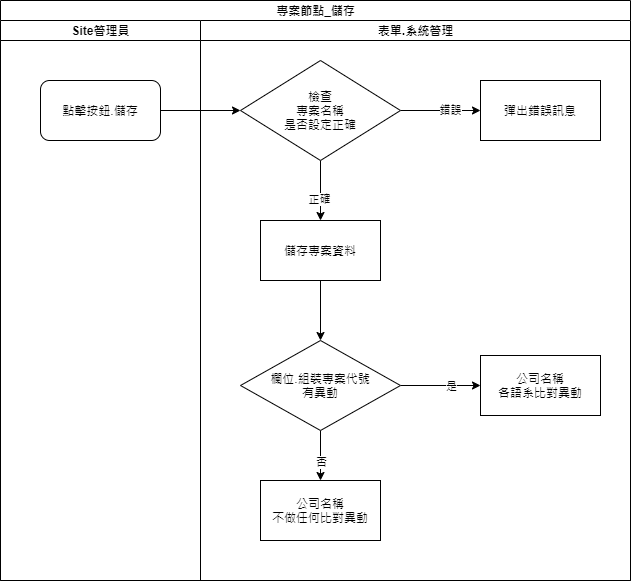 專案節點_儲存
Site管理員
表單.系統管理
點擊按鈕.儲存
檢查
專案名稱
是否設定正確
錯誤
彈出錯誤訊息
正確
儲存專案資料
欄位.組裝專案代號
有異動
是
公司名稱
各語系比對異動
否
公司名稱
不做任何比對異動